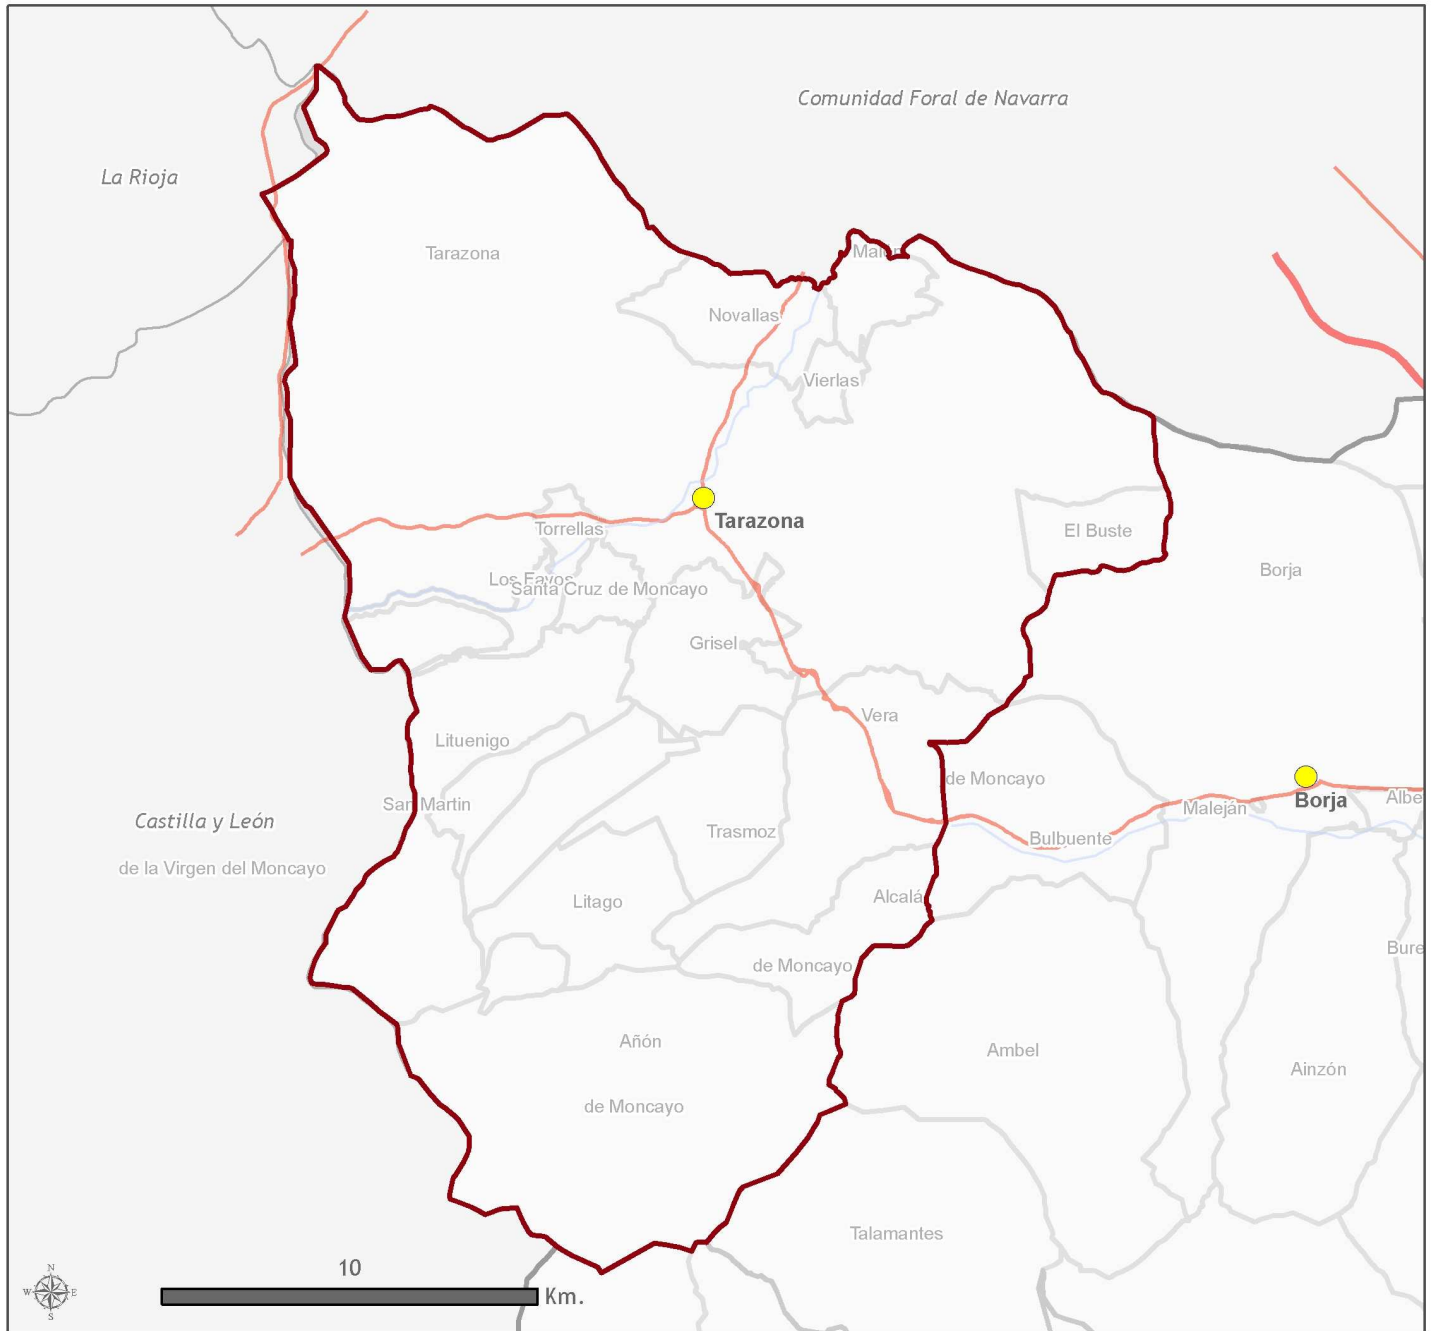 Comunidad Foral de Navarra
La Rioja
Tarazona
Malón
Novallas
Vierlas
Tarazona
Torrellas
El Buste
Borja
Los Fayos
Santa Cruz de Moncayo
Grisel
Vera
de Moncayo
Lituenigo
San Martin
de la Virgen del Moncayo
Castilla y León
Borja
Albe
Maleján
Bulbuente
Trasmoz
Litago
Alcalá
de Moncayo
Bure
Añón
de Moncayo
Ambel
Ainzón
Talamantes
N
W E
S
10
Km.